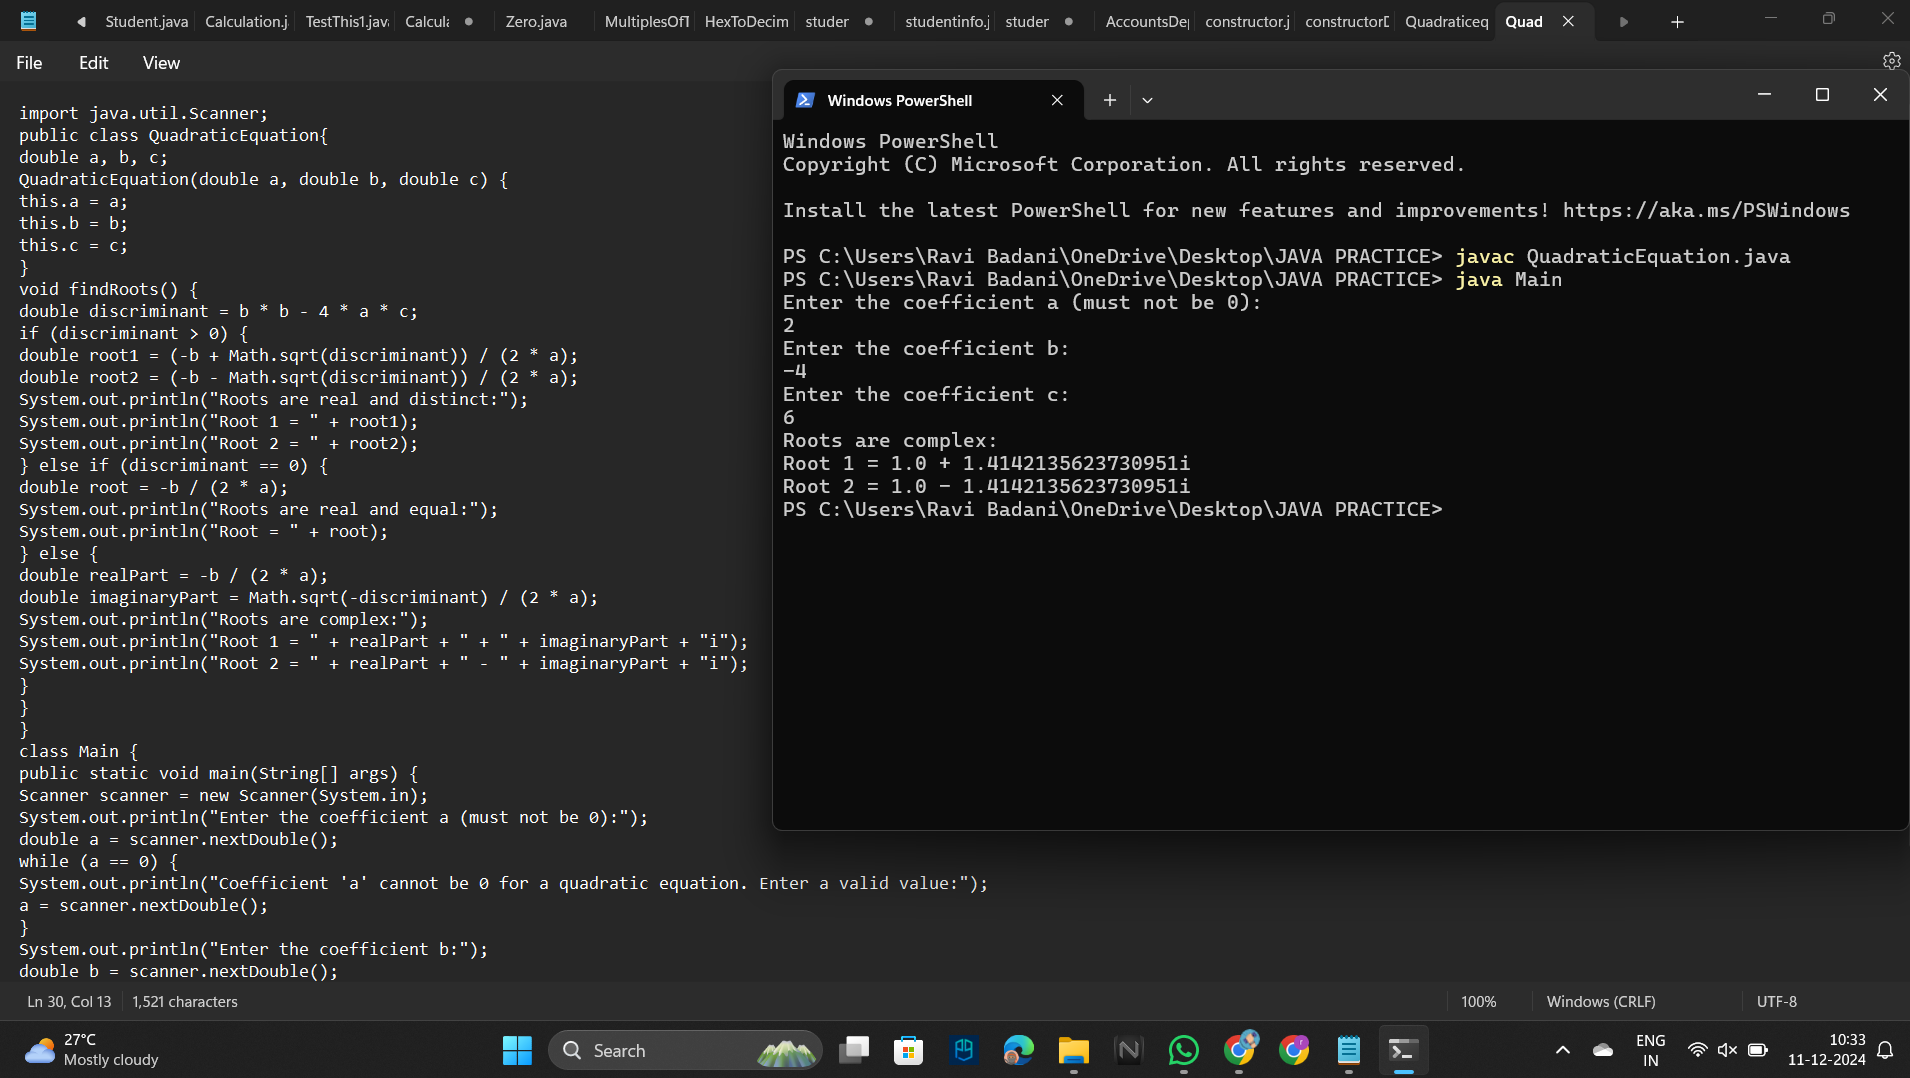 Student.java
Calculation.j
TestThis1.java
Calcul
Zero.java
MultiplesOfT
HexToDecim
studer
studentinfo.j
studer
AccountsDe
constructor.j
constructor
Quadraticeq
Quad
File Edit View
import java.util.Scanner;
public class QuadraticEquation{
double a, b, c;
QuadraticEquation(double a, double b, double c) {
this.a = a;
this.b = b;
this.c = c;
}
void findRoots() {
double discriminant = b * b - 4 * a * c;
if (discriminant > 0) {
double root1 = (-b + Math.sqrt(discriminant)) / (2 * a);
double root2 = (-b - Math.sqrt(discriminant)) / (2 * a);
System.out.println("Roots are real and distinct:");
System.out.println("Root 1 = " + root1);
System.out.println("Root 2 = " + root2);
} else if (discriminant == 0) {
double root = -b / (2 * a);
System.out.println("Roots are real and equal:");
System.out.println("Root = " + root);
} else {
double realPart = -b / (2 * a);
double imaginaryPart = Math.sqrt(-discriminant) / (2 * a);
System.out.println("Roots are complex:");
System.out.println("Root 1 = " + realPart + " + " + imaginaryPart + "i");
System.out.println("Root 2 = " + realPart + " - " + imaginaryPart + "i");
}
}
}
class Main {
public static void main(String[] args) {
Scanner scanner = new Scanner(System.in);
System.out.println("Enter the coefficient a (must not be 0):");
double a = scanner.nextDouble();
while (a == 0) {
System.out.println("Coefficient 'a' cannot be 0 for a quadratic equation. Enter a valid value:");
a = scanner.nextDouble();
}
System.out.println("Enter the coefficient b:");
double b = scanner.nextDouble();
Windows PowerShell
Windows PowerShell
Copyright (C) Microsoft Corporation. All rights reserved.
Install the latest PowerShell for new features and improvements! https://aka.ms/PSWindows
PS C:\Users\Ravi Badani\OneDrive\Desktop\JAVA PRACTICE> javac QuadraticEquation.java
PS C:\Users\Ravi Badani\OneDrive\Desktop\JAVA PRACTICE> java Main
Enter the coefficient a (must not be 0):
2
Enter the coefficient b:
-4
Enter the coefficient c:
6
Roots are complex:
Root 1 = 1.0 + 1.4142135623730951i
Root 2 = 1.0 - 1.4142135623730951i
PS C:\Users\Ravi Badani\OneDrive\Desktop\JAVA PRACTICE>
Ln 30, Col 13 1,521 characters
100% Windows (CRLF) UTF-8
27°C
Mostly cloudy
Search
ENG
IN
10:33
11-12-2024